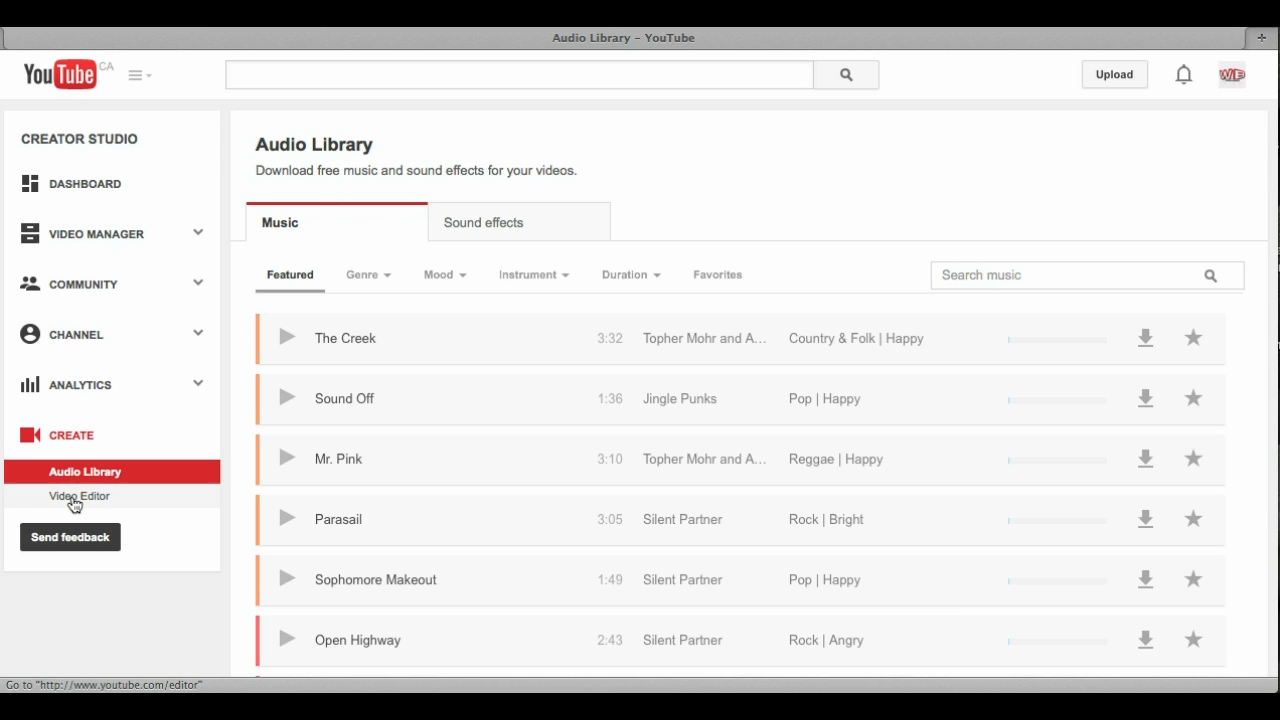 Audio Library – YouTube
YouTube CA
Upload
CREATOR STUDIO
DASHBOARD
VIDEO MANAGER
COMMUNITY
CHANNEL
ANALYTICS
CREATE
Audio Library
Video Editor
Send feedback
Audio Library
Download free music and sound effects for your videos.
Music Sound effects
Featured Genre Mood Instrument Duration Favorites Search music
The Creek 3:32 Topher Mohr and A... Country & Folk | Happy
Sound Off 1:36 Jingle Punks Pop | Happy
Mr. Pink 3:10 Topher Mohr and A... Reggae | Happy
Parasail 3:05 Silent Partner Rock | Bright
Sophomore Makeout 1:49 Silent Partner Pop | Happy
Open Highway 2:43 Silent Partner Rock | Angry
Go to "http://www.youtube.com/editor"